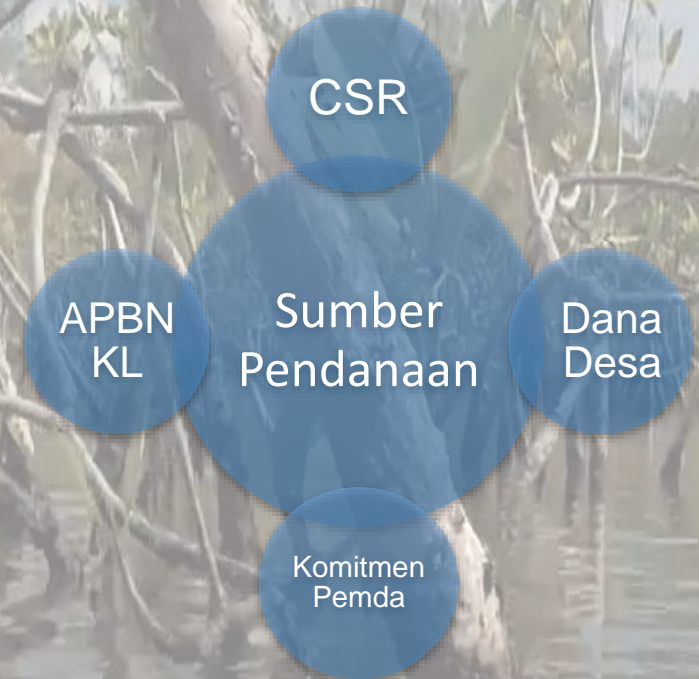 CSR
APBN
KL
Sumber
Pendanaan
Dana
Desa
Komitmen
Pemda